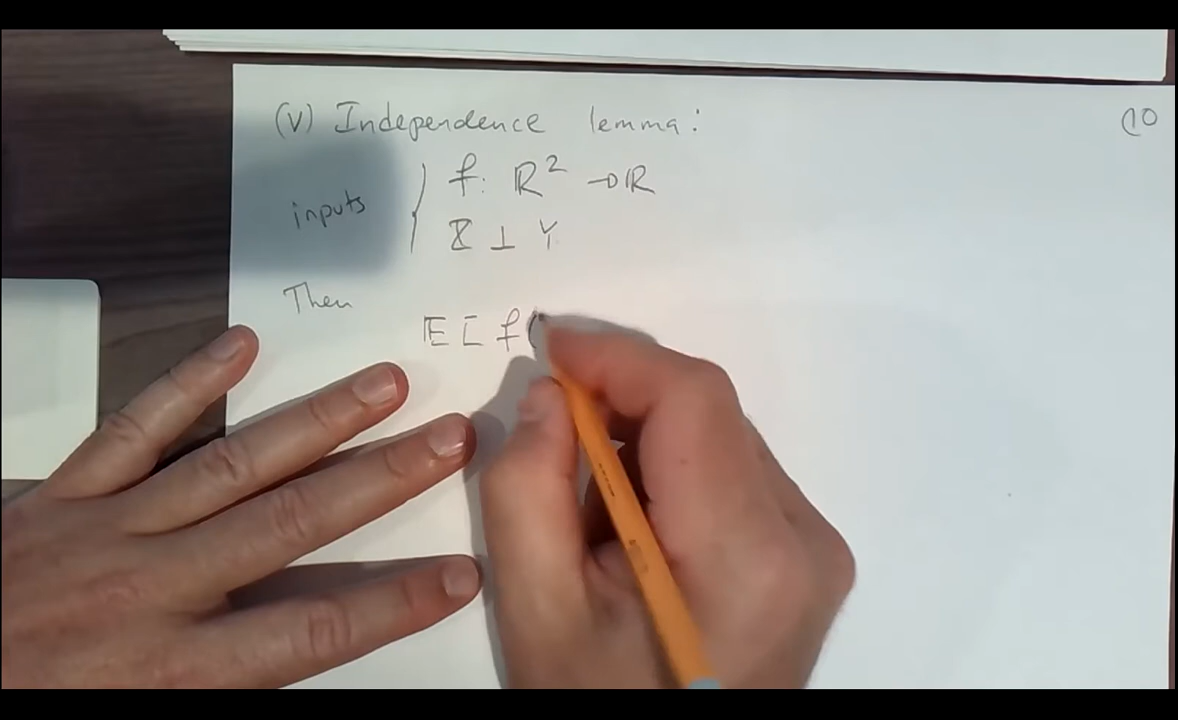 (V) Independence lemma:
10
inputs
f: ℝ² → ℝ
Z ⊥ Y
Then
𝔼[f(